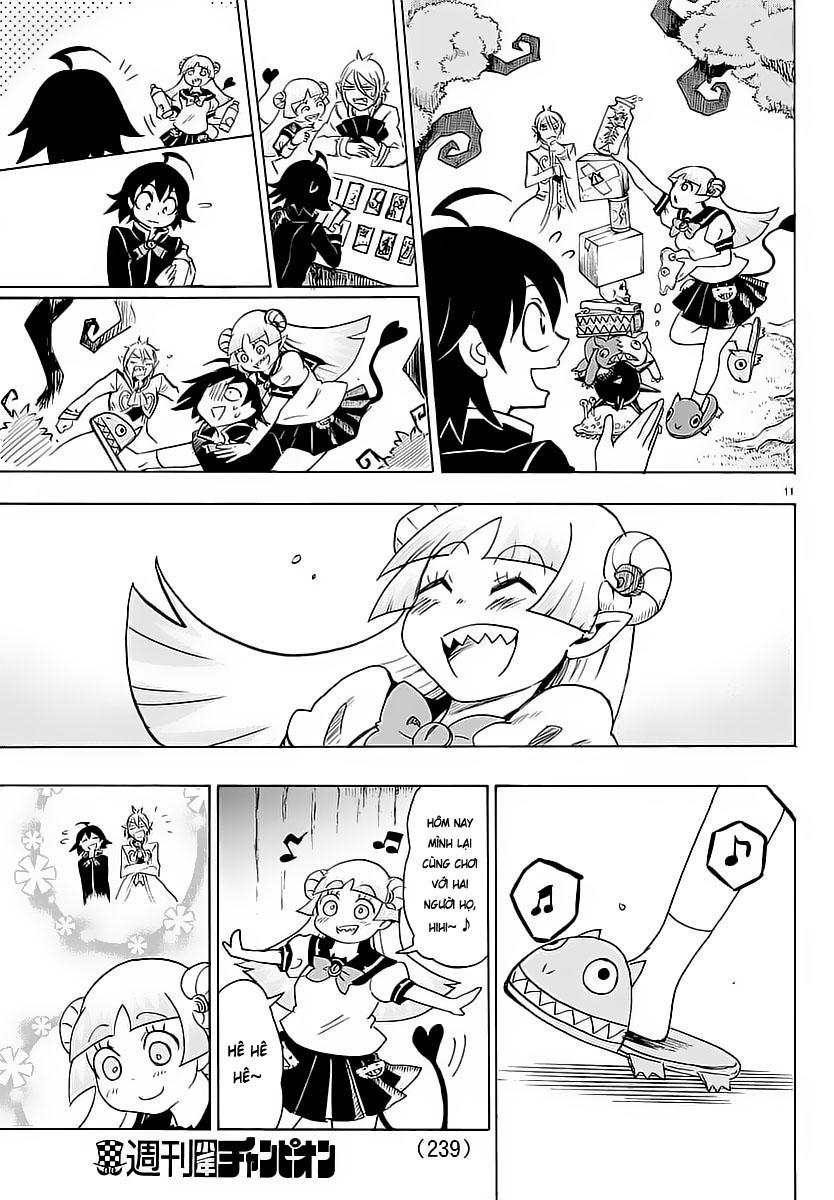 11
HÔM NAY
MÌNH LẠI
CÙNG CHƠI
VỚI HAI
NGƯỜI HỌ,
HIHI~ ♪
HÊ HÊ
HÊ~
(239)
週刊少年チャンピオン